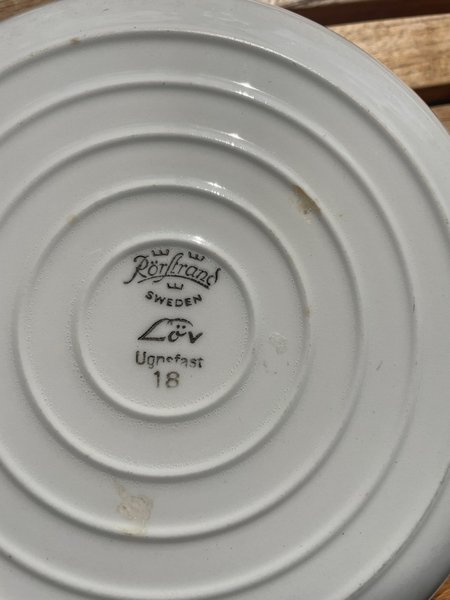 Rörstrand
SWEDEN
Löv
Ugnsfast
18